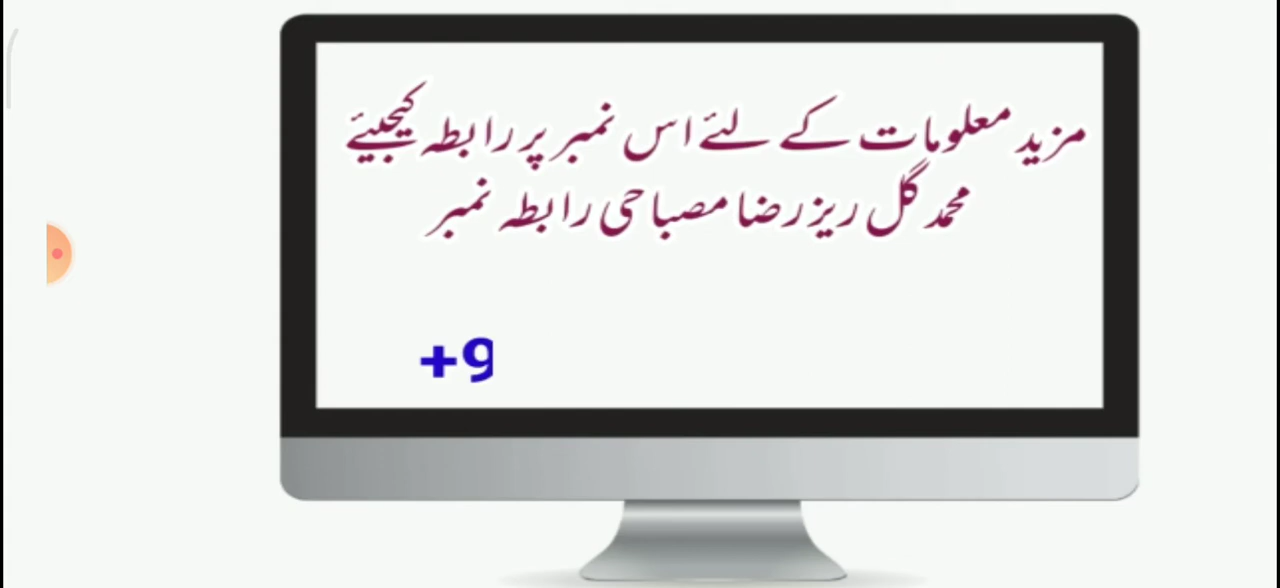 مزید معلومات کے لئے اس نمبر پر رابطہ کیجیئے
محمد گل ریز رضا مصباحی رابطہ نمبر
+9